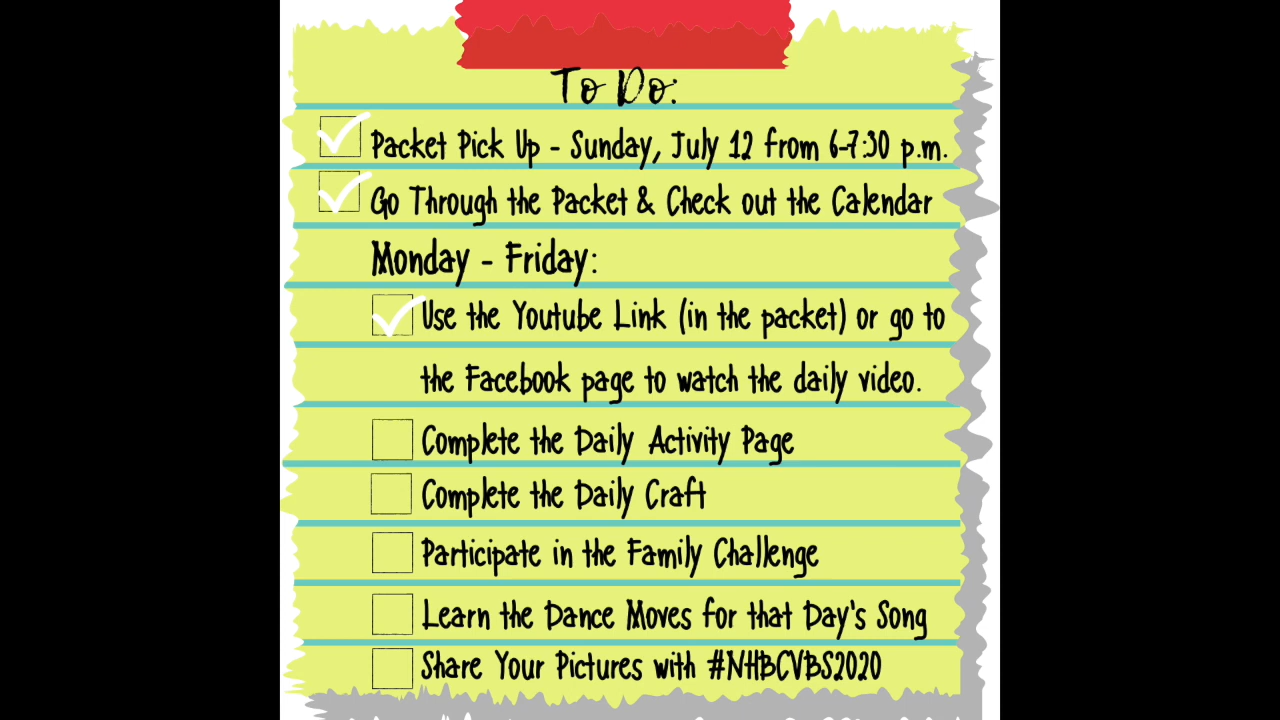 To Do:
Packet Pick Up - Sunday, July 12 from 6-7:30 p.m.
Go Through the Packet & Check out the Calendar
Monday - Friday:
Use the Youtube Link (in the packet) or go to
the Facebook page to watch the daily video.
Complete the Daily Activity Page
Complete the Daily Craft
Participate in the Family Challenge
Learn the Dance Moves for that Day's Song
Share Your Pictures with #NHBCVBS2020